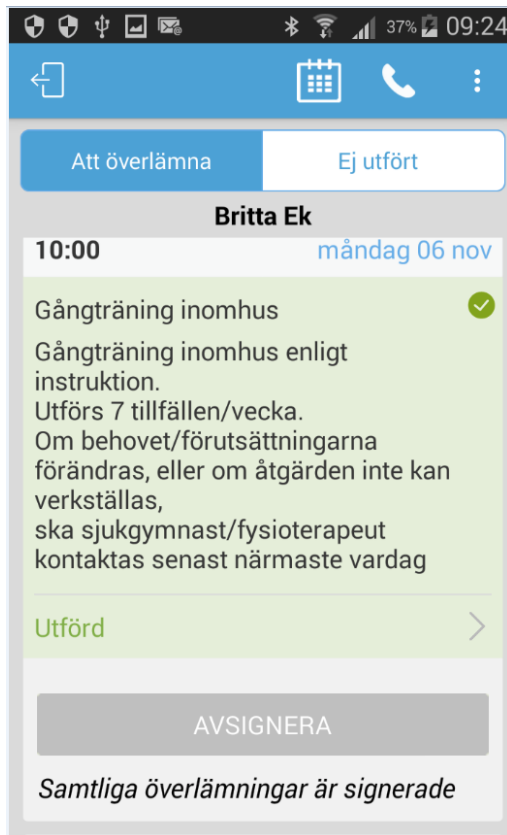 37% 09:24
Att överlämna Ej utfört
Britta Ek
10:00 måndag 06 nov
Gångträning inomhus
Gångträning inomhus enligt
instruktion.
Utförs 7 tillfällen/vecka.
Om behovet/förutsättningarna
förändras, eller om åtgärden inte kan
verkställas,
ska sjukgymnast/fysioterapeut
kontaktas senast närmaste vardag
Utförd
AVSIGNERA
Samtliga överlämningar är signerade